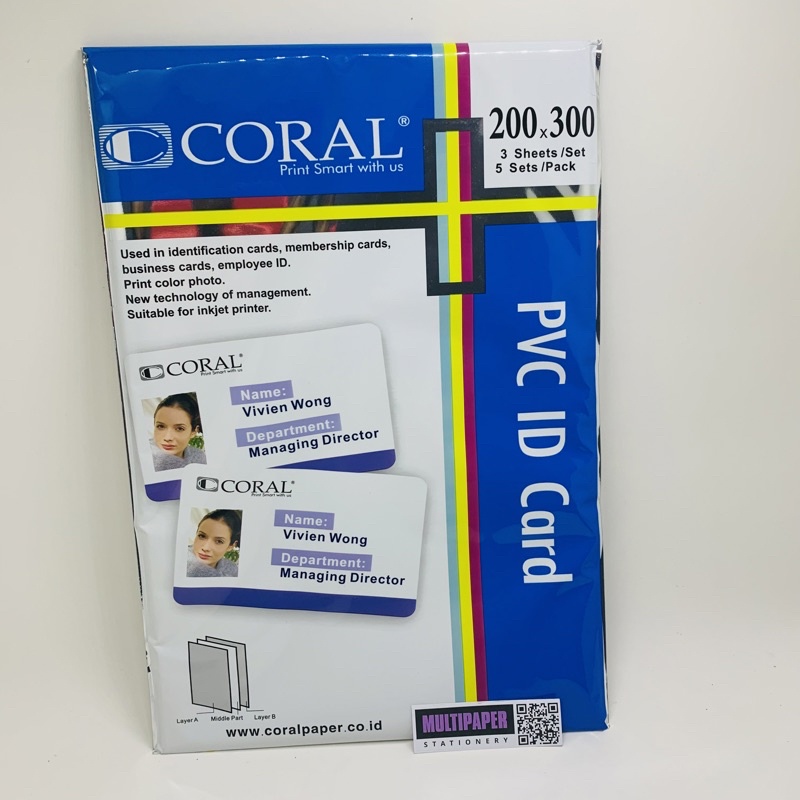 CORAL®
Print Smart with us
200x300
3 Sheets /Set
5 Sets /Pack
Used in identification cards, membership cards,
business cards, employee ID.
Print color photo.
New technology of management.
Suitable for inkjet printer.
PVC ID Card
CORAL®
Print Smart with us
Name:
Vivien Wong
Department:
Managing Director
CORAL®
Print Smart with us
Name:
Vivien Wong
Department:
Managing Director
Layer A Middle Part Layer B
www.coralpaper.co.id
MULTIPAPER
STATIONERY